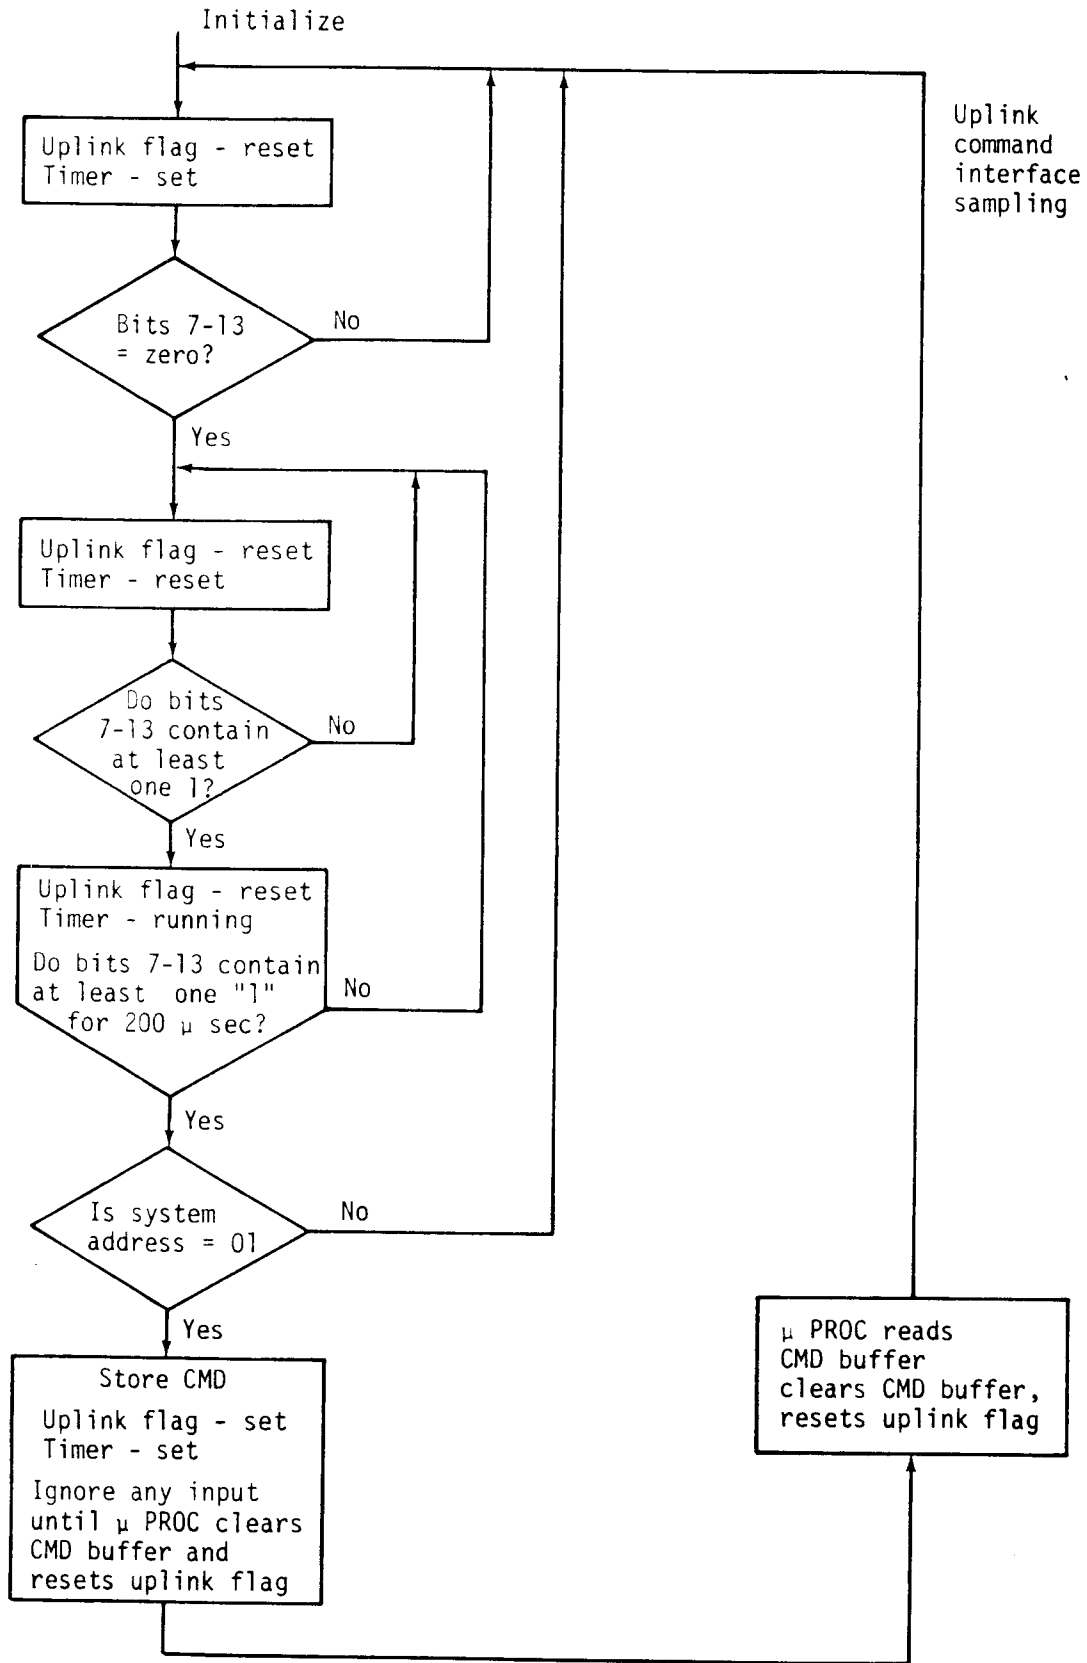 Initialize
Uplink
command
interface
sampling
Uplink flag - reset
Timer - set
Bits 7-13
= zero?
No
Yes
Uplink flag - reset
Timer - reset
Do bits
7-13 contain
at least
one 1?
No
Yes
Uplink flag - reset
Timer - running
Do bits 7-13 contain
at least one "1"
for 200 μ sec?
No
Yes
Is system
address = 01
No
Yes
Store CMD
Uplink flag - set
Timer - set
Ignore any input
until μ PROC clears
CMD buffer and
resets uplink flag
μ PROC reads
CMD buffer
clears CMD buffer,
resets uplink flag